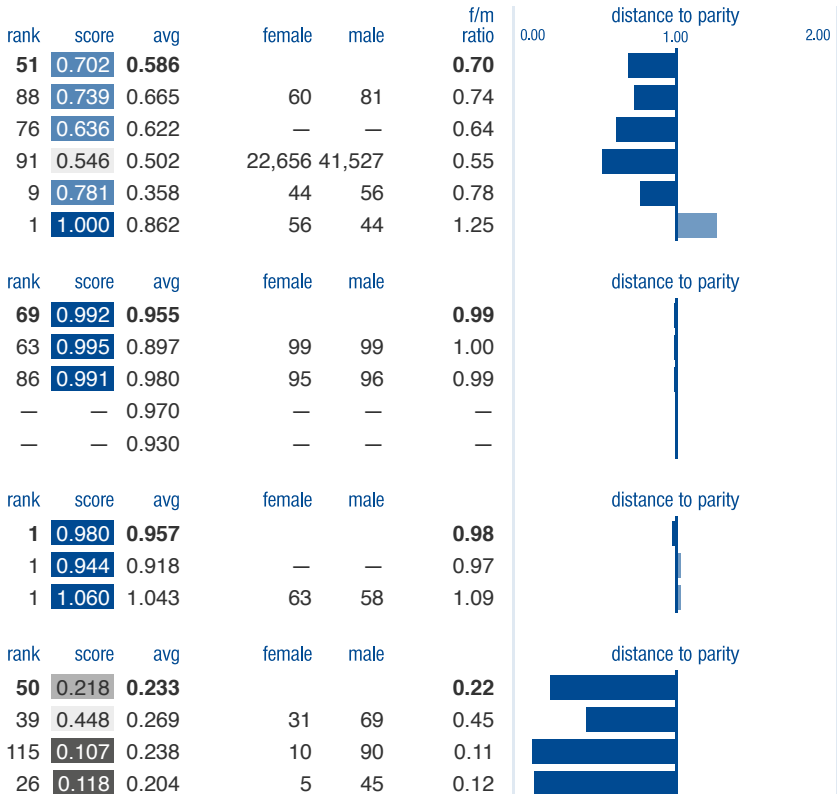 f/m distance to parity
rank score avg female male ratio 0.00 1.00 2.00
51 0.702 0.586 0.70
88 0.739 0.665 60 81 0.74
76 0.636 0.622 — — 0.64
91 0.546 0.502 22,656 41,527 0.55
9 0.781 0.358 44 56 0.78
1 1.000 0.862 56 44 1.25
rank score avg female male distance to parity
69 0.992 0.955 0.99
63 0.995 0.897 99 99 1.00
86 0.991 0.980 95 96 0.99
— — 0.970 — — —
— — 0.930 — — —
rank score avg female male distance to parity
1 0.980 0.957 0.98
1 0.944 0.918 — — 0.97
1 1.060 1.043 63 58 1.09
rank score avg female male distance to parity
50 0.218 0.233 0.22
39 0.448 0.269 31 69 0.45
115 0.107 0.238 10 90 0.11
26 0.118 0.204 5 45 0.12